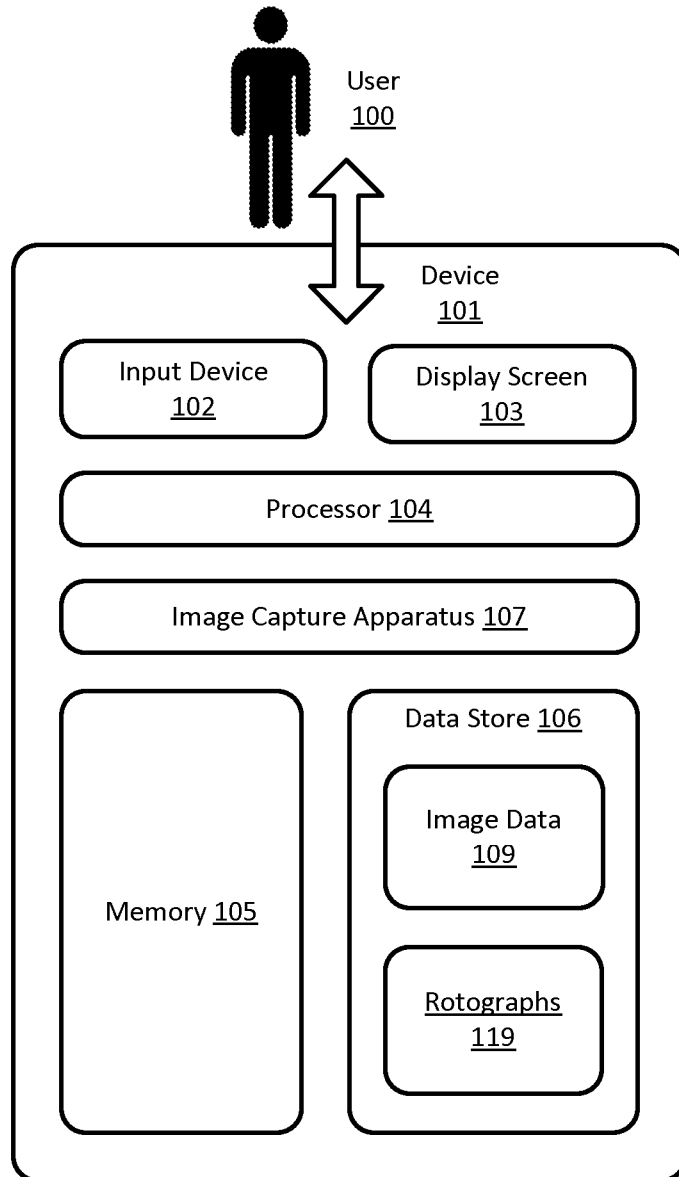 User
100
Device
101
Input Device
102
Display Screen
103
Processor 104
Image Capture Apparatus 107
Memory 105
Data Store 106
Image Data
109
Rotographs
119